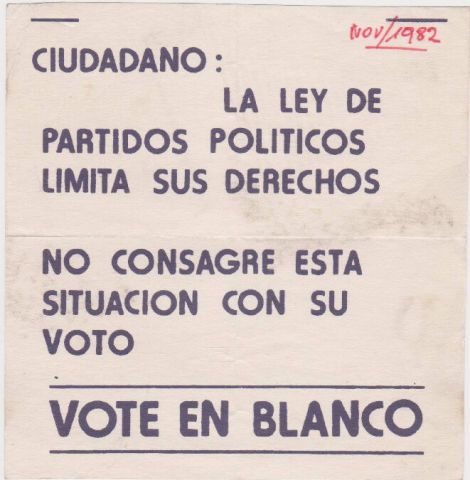 NOV/1982
CIUDADANO:
LA LEY DE
PARTIDOS POLITICOS
LIMITA SUS DERECHOS
NO CONSAGRE ESTA
SITUACION CON SU
VOTO
VOTE EN BLANCO